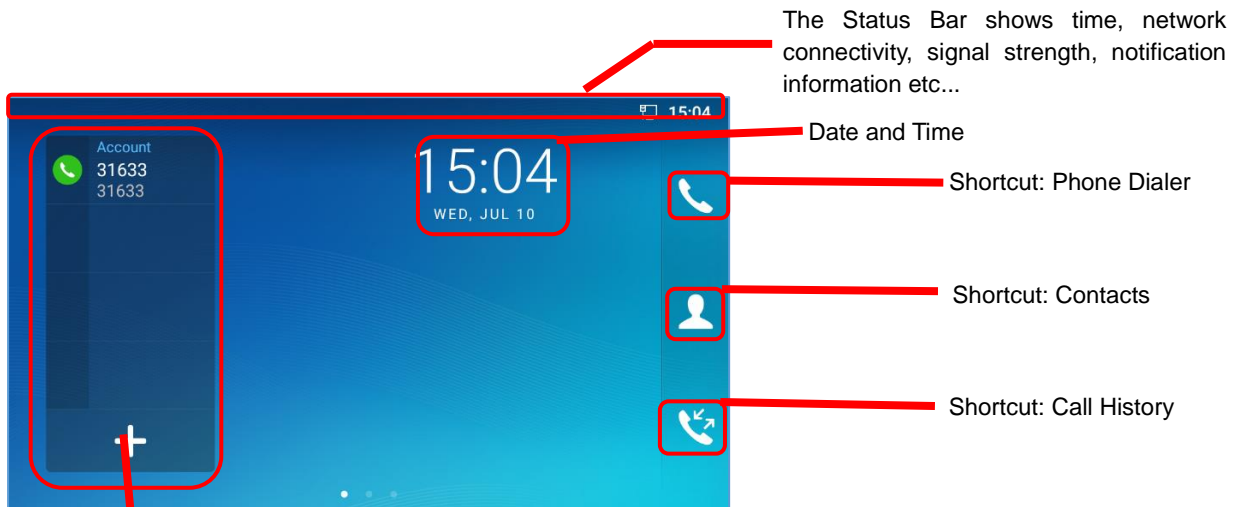 The Status Bar shows time, network
connectivity, signal strength, notification
information etc...
15:04
Account
31633
31633
15:04
WED, JUL 10
Date and Time
Shortcut: Phone Dialer
Shortcut: Contacts
Shortcut: Call History